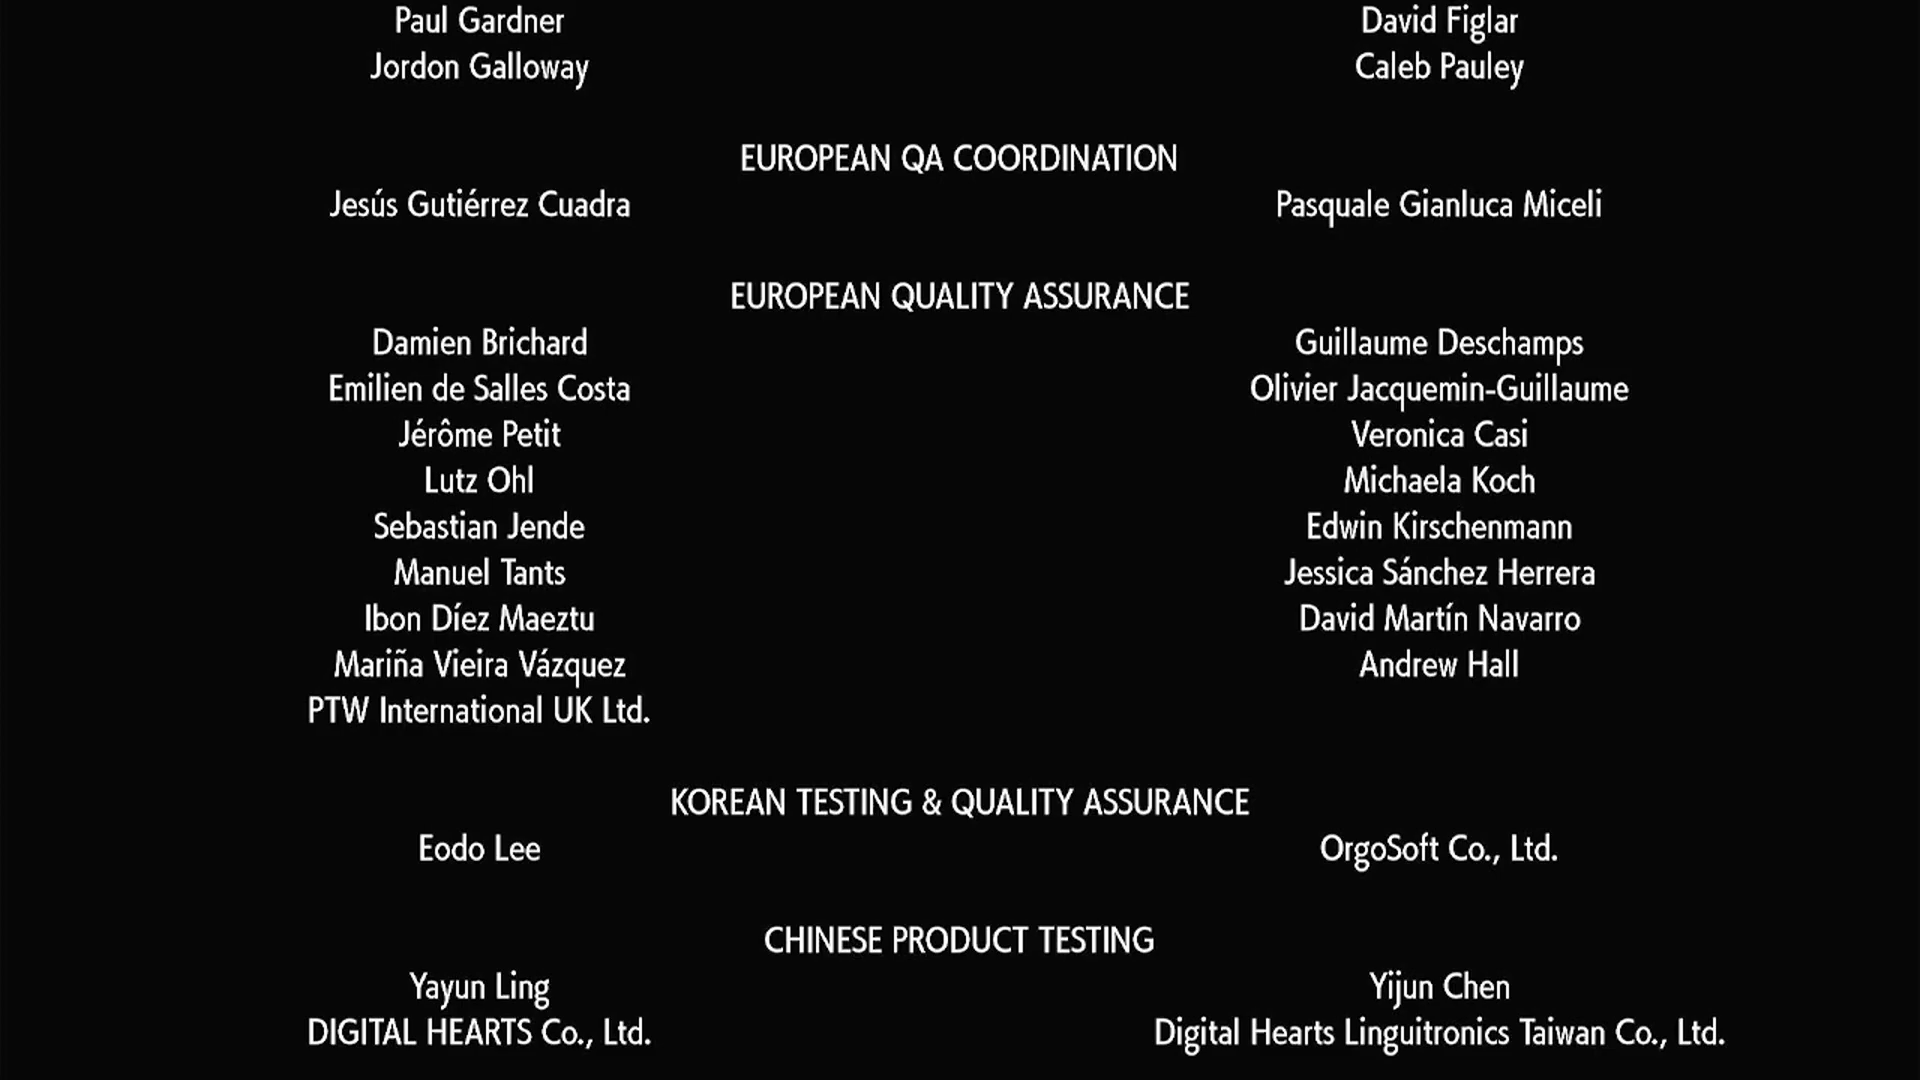 Paul Gardner David Figlar
Jordon Galloway Caleb Pauley
EUROPEAN QA COORDINATION
Jesús Gutiérrez Cuadra Pasquale Gianluca Miceli
EUROPEAN QUALITY ASSURANCE
Damien Brichard Guillaume Deschamps
Emilien de Salles Costa Olivier Jacquemin-Guillaume
Jérôme Petit Veronica Casi
Lutz Ohl Michaela Koch
Sebastian Jende Edwin Kirschenmann
Manuel Tants Jessica Sánchez Herrera
Ibon Díez Maeztu David Martín Navarro
Mariña Vieira Vázquez Andrew Hall
PTW International UK Ltd.
KOREAN TESTING & QUALITY ASSURANCE
Eodo Lee OrgoSoft Co., Ltd.
CHINESE PRODUCT TESTING
Yayun Ling Yijun Chen
DIGITAL HEARTS Co., Ltd. Digital Hearts Linguitronics Taiwan Co., Ltd.